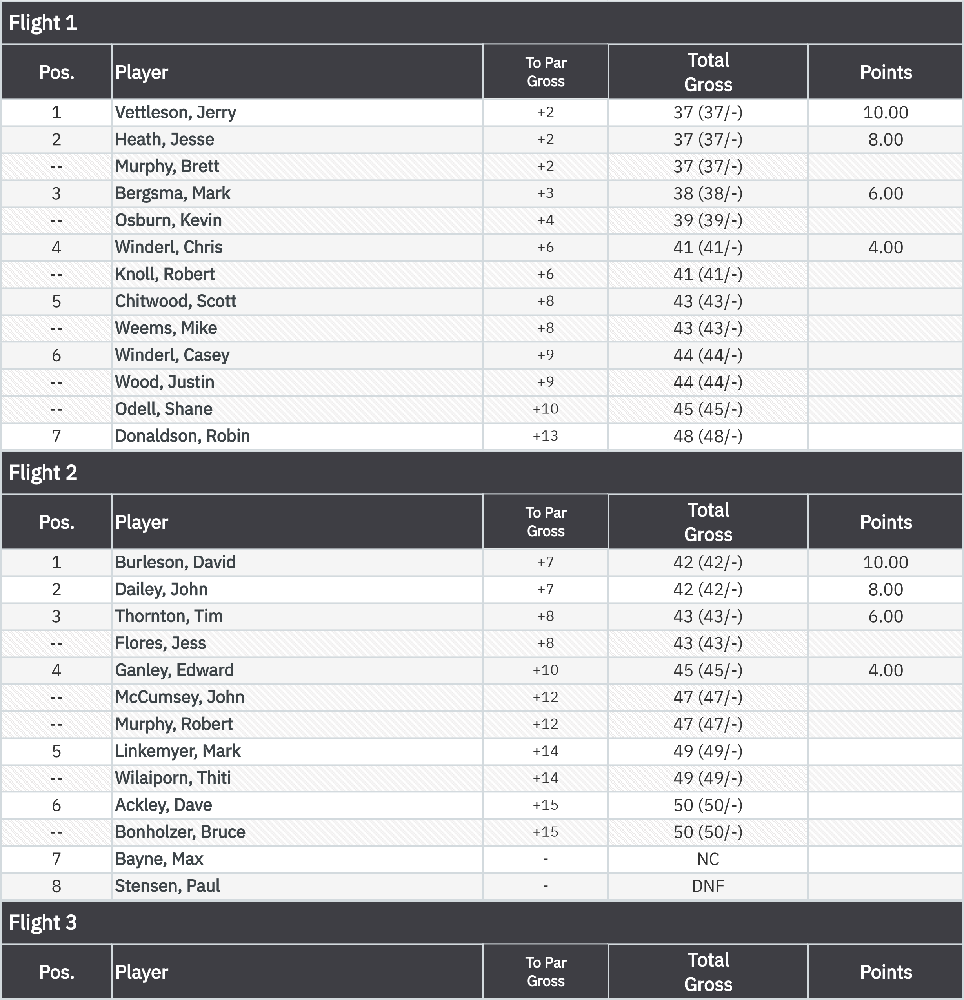 Flight 1
Pos. Player To Par Gross Total Gross Points
1 Vettleson, Jerry +2 37 (37/-) 10.00
2 Heath, Jesse +2 37 (37/-) 8.00
-- Murphy, Brett +2 37 (37/-)
3 Bergsma, Mark +3 38 (38/-) 6.00
-- Osburn, Kevin +4 39 (39/-)
4 Winderl, Chris +6 41 (41/-) 4.00
-- Knoll, Robert +6 41 (41/-)
5 Chitwood, Scott +8 43 (43/-)
-- Weems, Mike +8 43 (43/-)
6 Winderl, Casey +9 44 (44/-)
-- Wood, Justin +9 44 (44/-)
-- Odell, Shane +10 45 (45/-)
7 Donaldson, Robin +13 48 (48/-)
Flight 2
Pos. Player To Par Gross Total Gross Points
1 Burleson, David +7 42 (42/-) 10.00
2 Dailey, John +7 42 (42/-) 8.00
3 Thornton, Tim +8 43 (43/-) 6.00
-- Flores, Jess +8 43 (43/-)
4 Ganley, Edward +10 45 (45/-) 4.00
-- McCumsey, John +12 47 (47/-)
-- Murphy, Robert +12 47 (47/-)
5 Linkemyer, Mark +14 49 (49/-)
-- Wilaiporn, Thiti +14 49 (49/-)
6 Ackley, Dave +15 50 (50/-)
-- Bonholzer, Bruce +15 50 (50/-)
7 Bayne, Max - NC
8 Stensen, Paul - DNF
Flight 3
Pos. Player To Par Gross Total Gross Points